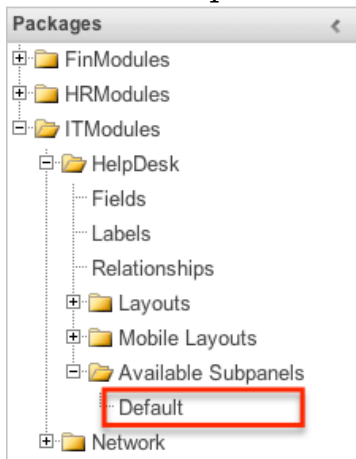 Packages
FinModules
HRModules
ITModules
HelpDesk
Fields
Labels
Relationships
Layouts
Mobile Layouts
Available Subpanels
Default
Network